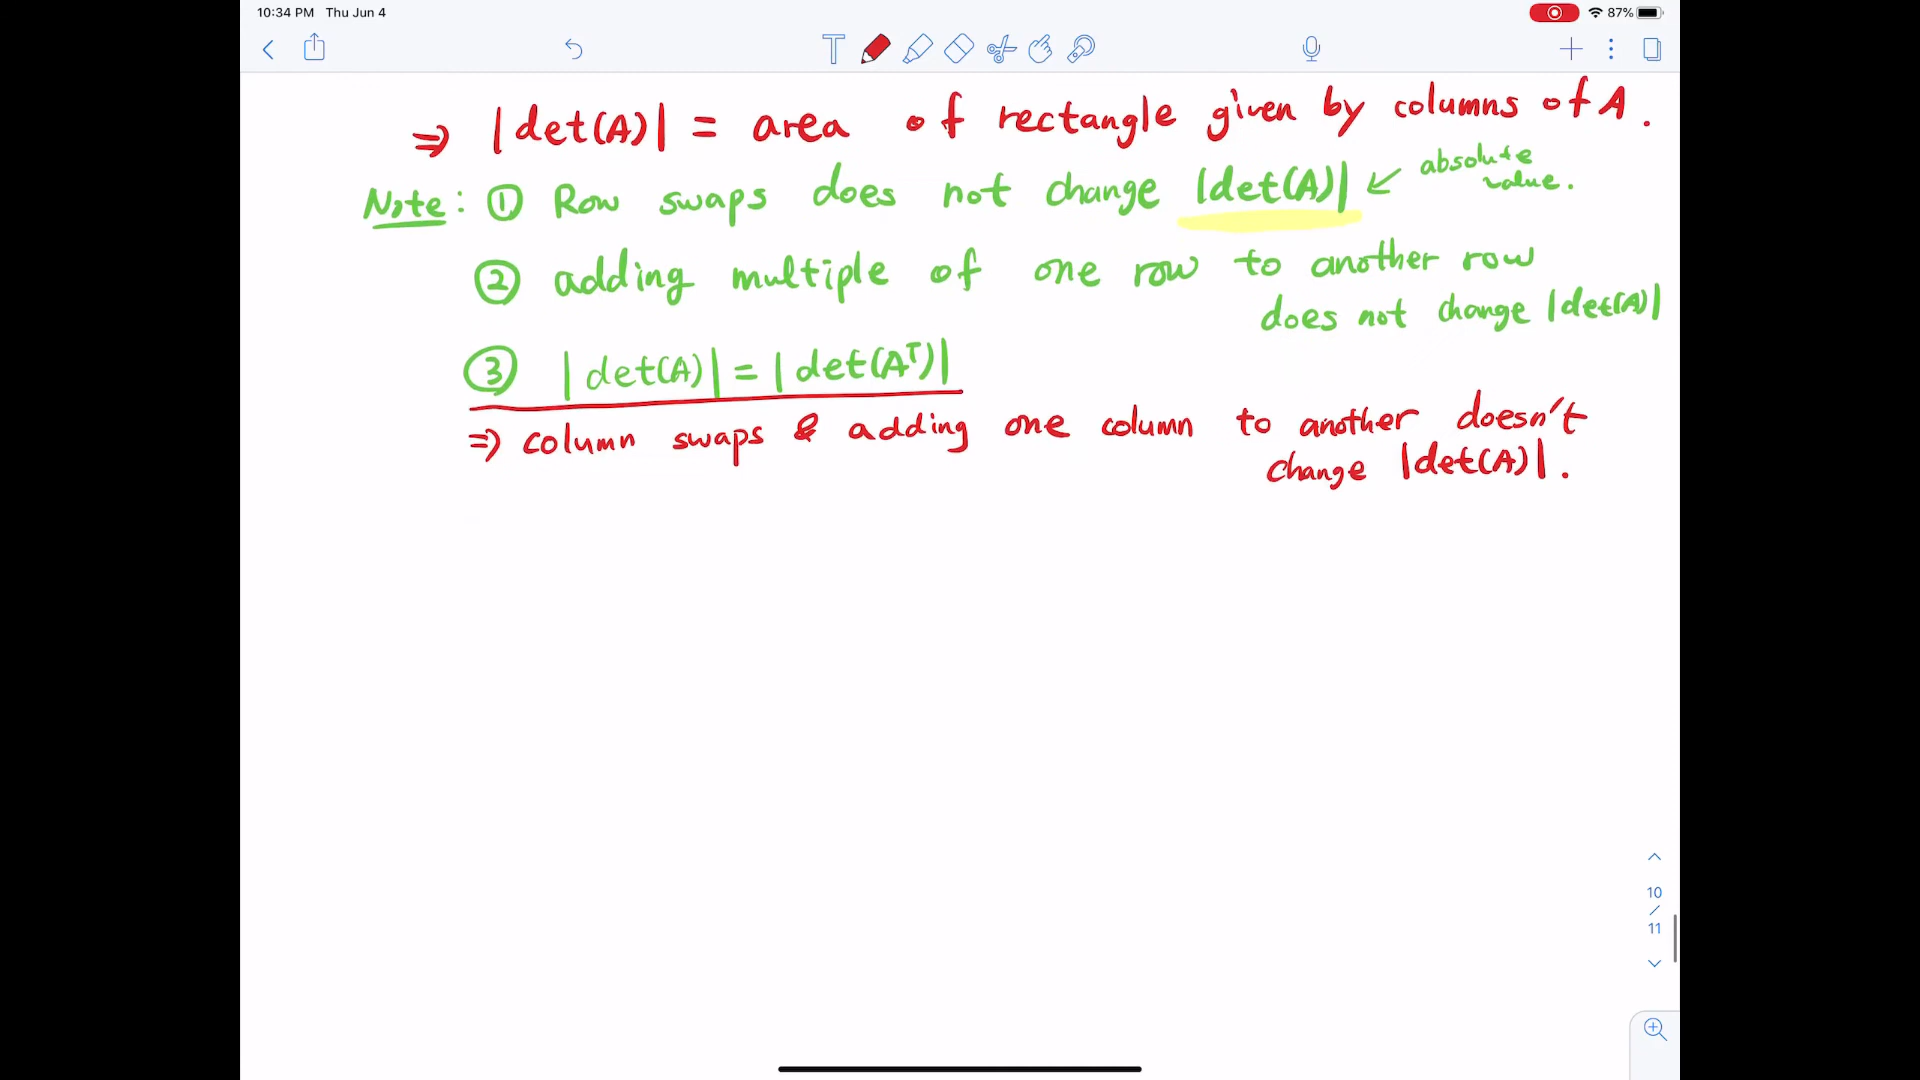 10:34 PM Thu Jun 4
87%
⇒ |det(A)| = area of rectangle given by columns of A.
Note: ① Row swaps does not change |det(A)| ← absolute value.
② adding multiple of one row to another row
does not change |det(A)|
③ |det(A)| = |det(Aᵀ)|
⇒ column swaps & adding one column to another doesn't
change |det(A)|.
10
/
11